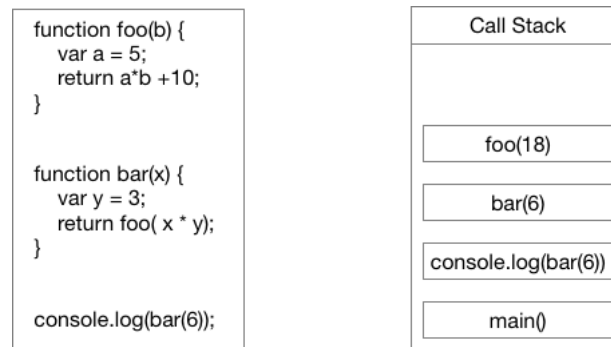 function foo(b) {
var a = 5;
return a*b +10;
}
function bar(x) {
var y = 3;
return foo( x * y);
}
console.log(bar(6));
Call Stack
foo(18)
bar(6)
console.log(bar(6))
main()